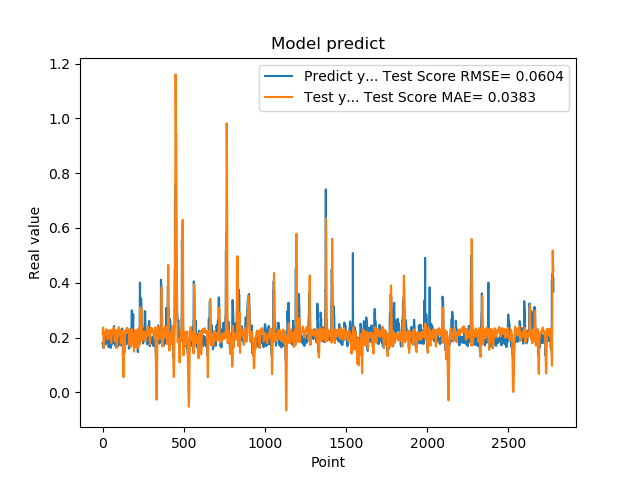 Model predict
Predict y... Test Score RMSE= 0.0604
Test y... Test Score MAE= 0.0383
1.2
1.0
0.8
0.6
0.4
0.2
0.0
Real value
0 500 1000 1500 2000 2500
Point